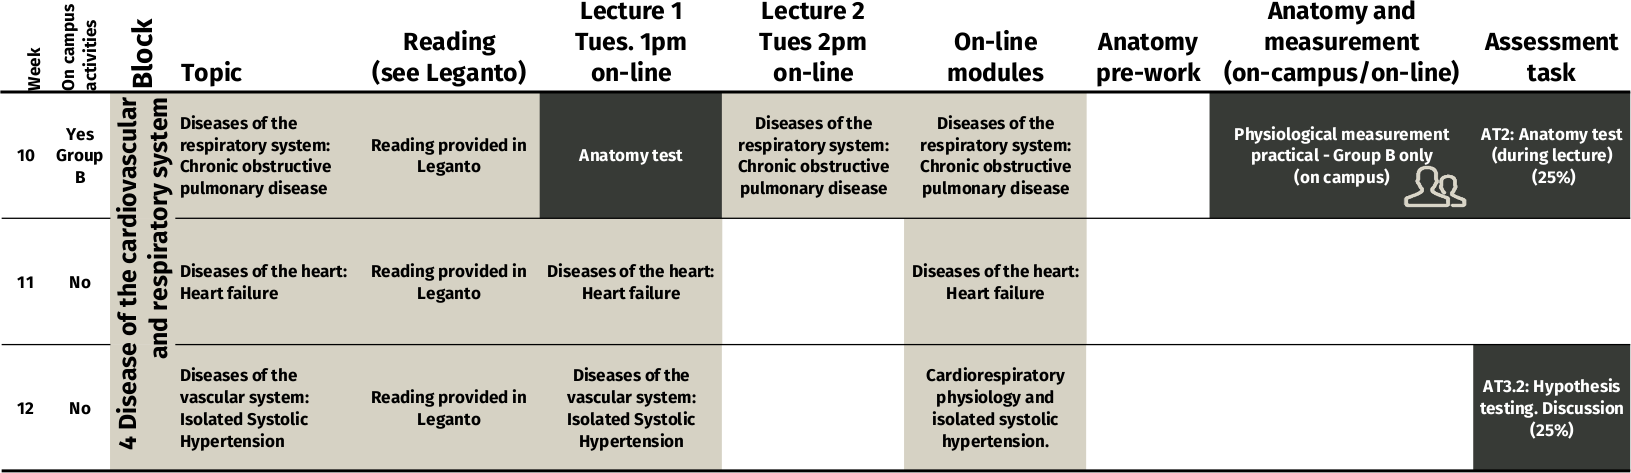 Week
On campus
activities
Block
Topic
Reading
(see Leganto)
Lecture 1
Tues. 1pm
on-line
Lecture 2
Tues 2pm
on-line
On-line
modules
Anatomy
pre-work
Anatomy and
measurement
(on-campus/on-line)
Assessment
task
4 Disease of the cardiovascular
and respiratory system
10
Yes
Group
B
Diseases of the
respiratory system:
Chronic obstructive
pulmonary disease
Reading provided in
Leganto
Anatomy test
Diseases of the
respiratory system:
Chronic obstructive
pulmonary disease
Diseases of the
respiratory system:
Chronic obstructive
pulmonary disease
Physiological measurement
practical - Group B only
(on campus)
AT2: Anatomy test
(during lecture)
(25%)
11
No
Diseases of the heart:
Heart failure
Reading provided in
Leganto
Diseases of the heart:
Heart failure
Diseases of the heart:
Heart failure
12
No
Diseases of the
vascular system:
Isolated Systolic
Hypertension
Reading provided in
Leganto
Diseases of the
vascular system:
Isolated Systolic
Hypertension
Cardiorespiratory
physiology and
isolated systolic
hypertension.
AT3.2: Hypothesis
testing. Discussion
(25%)